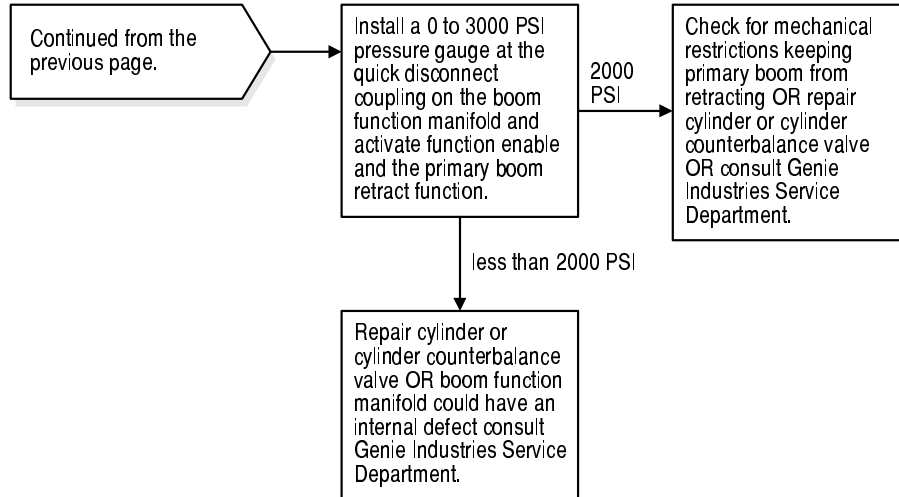 Continued from the
previous page.
Install a 0 to 3000 PSI
pressure gauge at the
quick disconnect
coupling on the boom
function manifold and
activate function enable
and the primary boom
retract function.
2000
PSI
Check for mechanical
restrictions keeping
primary boom from
retracting OR repair
cylinder or cylinder
counterbalance valve
OR consult Genie
Industries Service
Department.
less than 2000 PSI
Repair cylinder or
cylinder counterbalance
valve OR boom function
manifold could have an
internal defect consult
Genie Industries Service
Department.